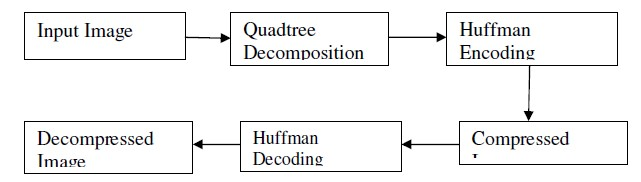 Input Image
Quadtree
Decomposition
Huffman
Encoding
Compressed
Huffman
Decoding
Decompressed
Image